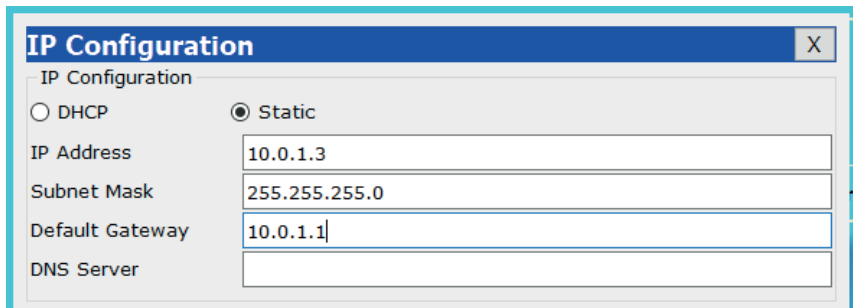 IP Configuration X
IP Configuration
DHCP Static
IP Address 10.0.1.3
Subnet Mask 255.255.255.0
Default Gateway 10.0.1.1
DNS Server